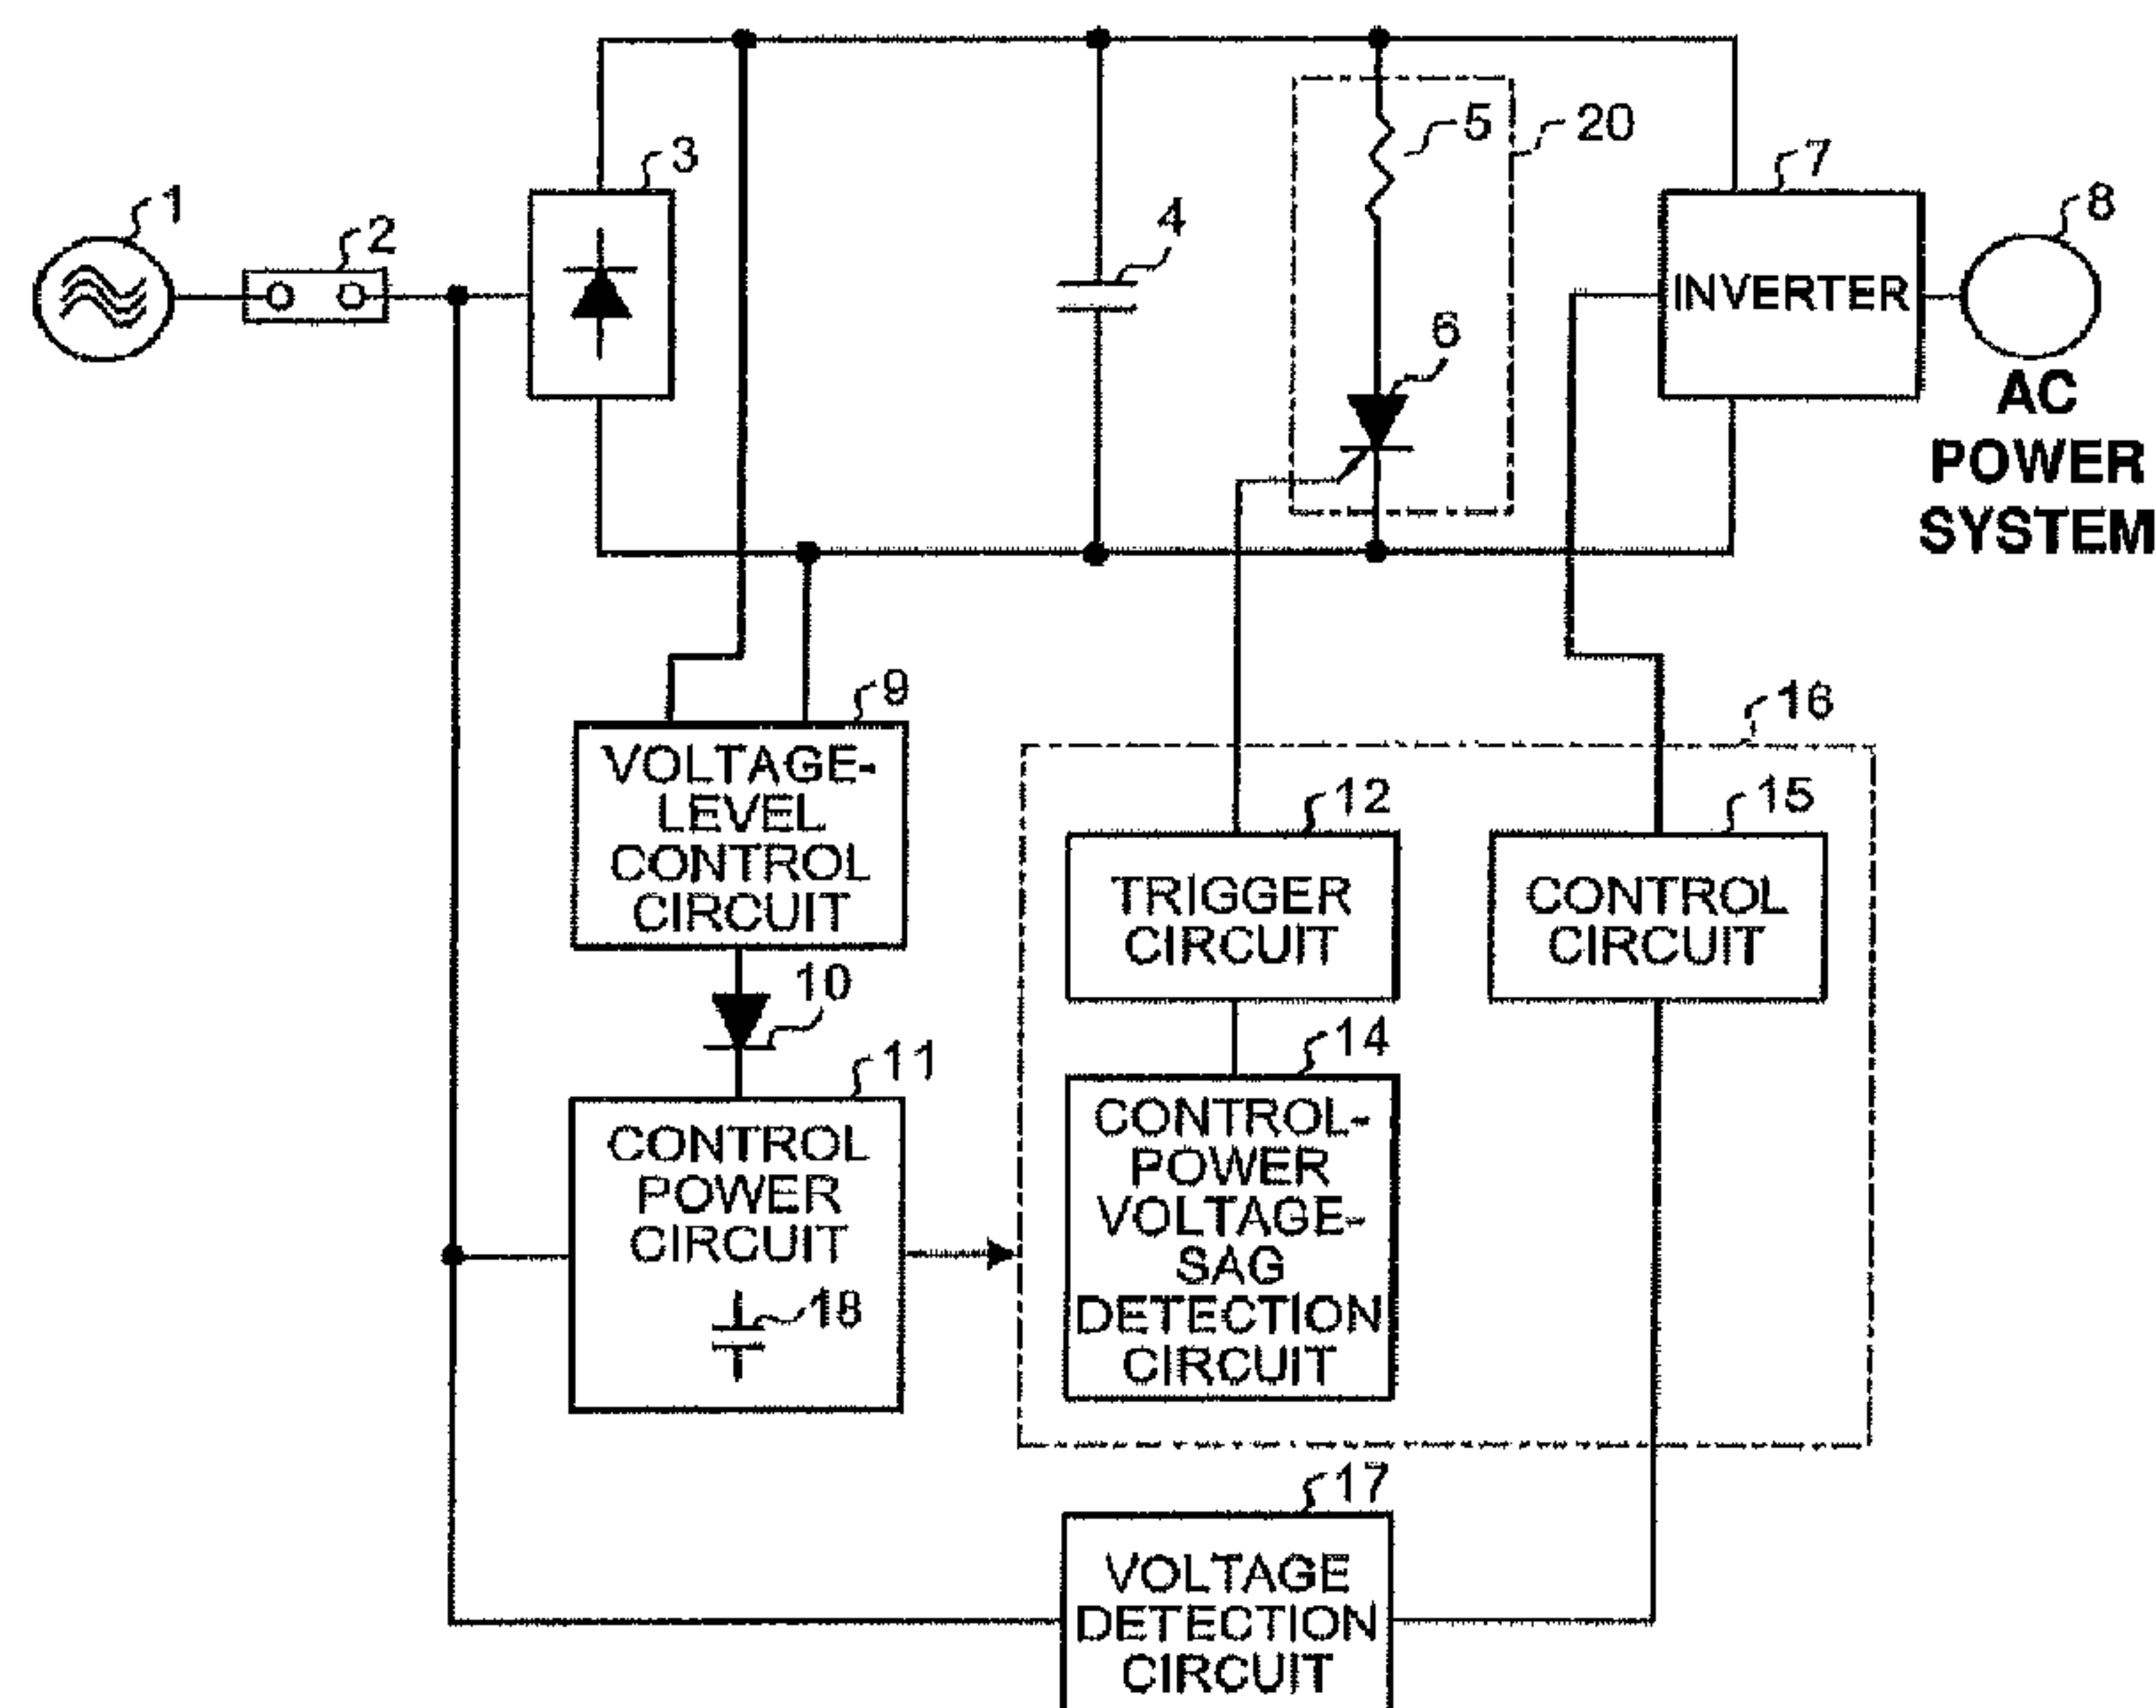 1
2
3
4
5
20
6
7
INVERTER
8
AC
POWER
SYSTEM
9
VOLTAGE-
LEVEL
CONTROL
CIRCUIT
10
11
CONTROL
POWER
CIRCUIT
18
16
12
TRIGGER
CIRCUIT
15
CONTROL
CIRCUIT
14
CONTROL-
POWER
VOLTAGE-
SAG
DETECTION
CIRCUIT
17
VOLTAGE
DETECTION
CIRCUIT